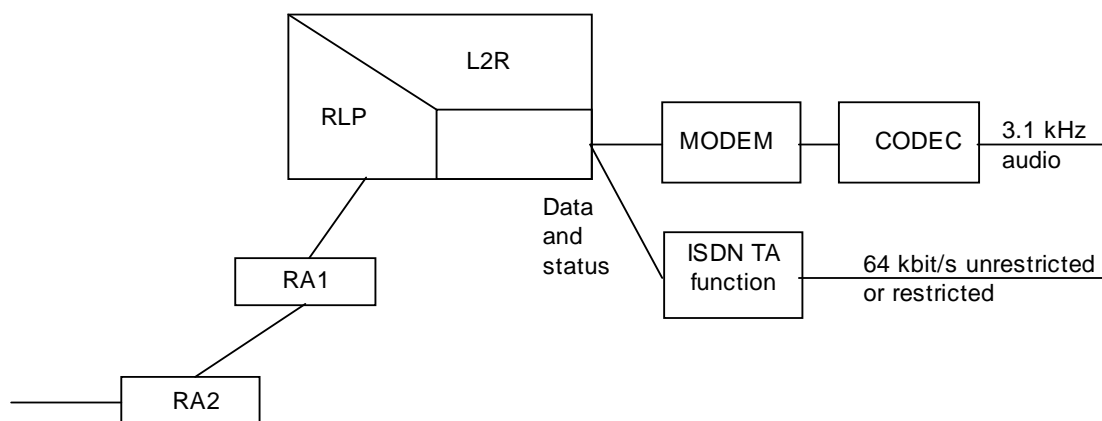 L2R
RLP
MODEM
CODEC
3.1 kHz
audio
Data
and
status
ISDN TA
function
64 kbit/s unrestricted
or restricted
RA1
RA2